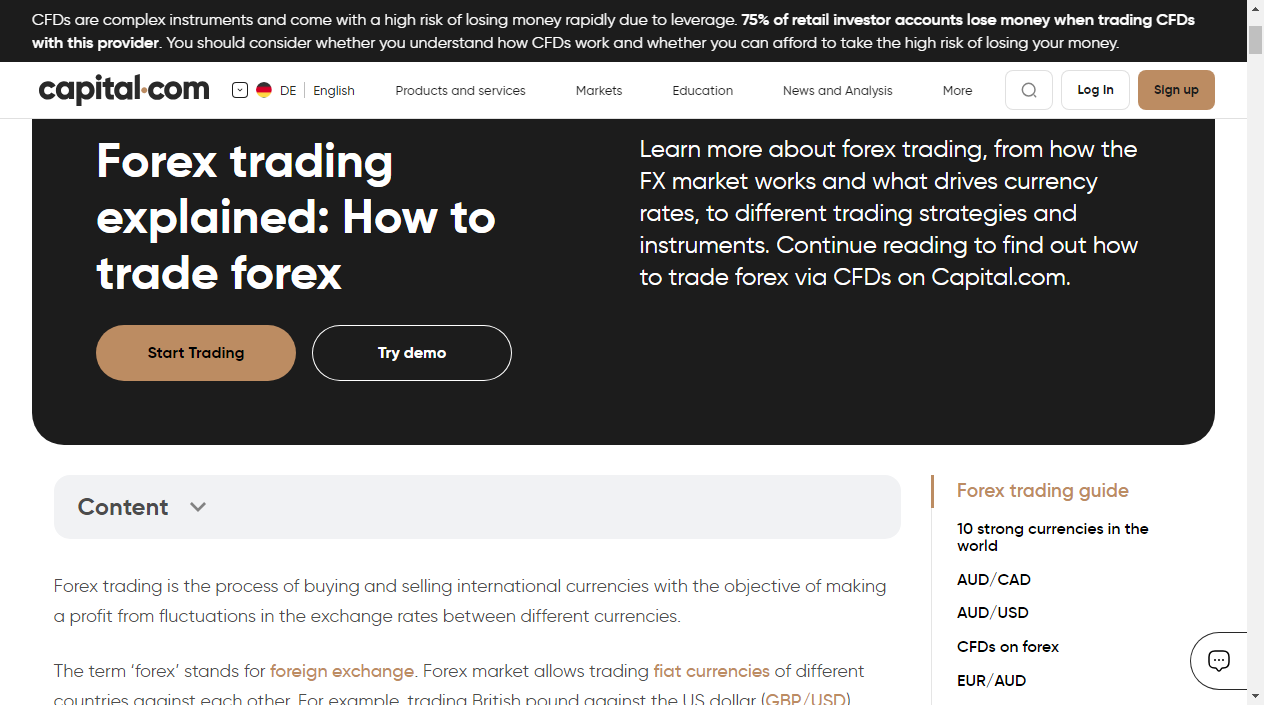 CFDs are complex instruments and come with a high risk of losing money rapidly due to leverage. 75% of retail investor accounts lose money when trading CFDs
with this provider. You should consider whether you understand how CFDs work and whether you can afford to take the high risk of losing your money.
capital.com DE English Products and services Markets Education News and Analysis More Log In Sign up
Forex trading
explained: How to
trade forex
Learn more about forex trading, from how the
FX market works and what drives currency
rates, to different trading strategies and
instruments. Continue reading to find out how
to trade forex via CFDs on Capital.com.
Start Trading Try demo
Content
Forex trading is the process of buying and selling international currencies with the objective of making
a profit from fluctuations in the exchange rates between different currencies.
The term ‘forex’ stands for foreign exchange. Forex market allows trading fiat currencies of different
countries against each other. For example, trading British pound against the US dollar (GBP/USD)
Forex trading guide
10 strong currencies in the
world
AUD/CAD
AUD/USD
CFDs on forex
EUR/AUD